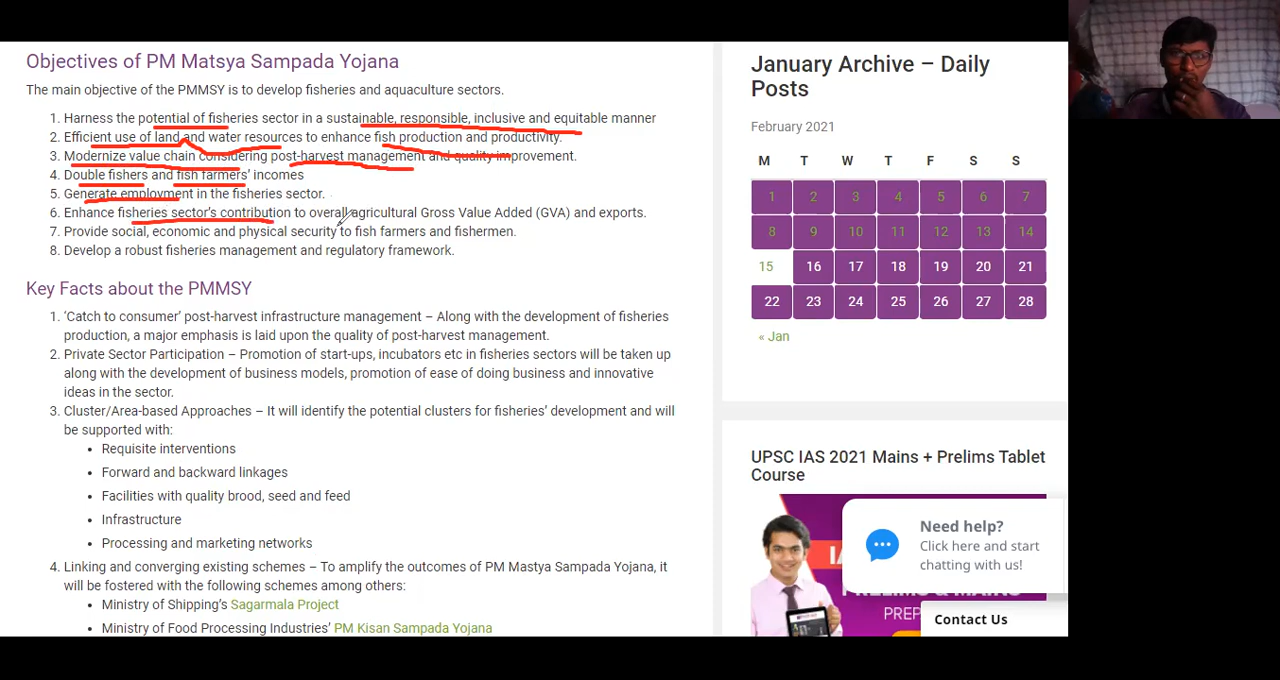 Objectives of PM Matsya Sampada Yojana
The main objective of the PMMSY is to develop fisheries and aquaculture sectors.
1. Harness the potential of fisheries sector in a sustainable, responsible, inclusive and equitable manner
2. Efficient use of land and water resources to enhance fish production and productivity.
3. Modernize value chain considering post-harvest management and quality improvement.
4. Double fishers and fish farmers' incomes
5. Generate employment in the fisheries sector.
6. Enhance fisheries sector's contribution to overall agricultural Gross Value Added (GVA) and exports.
7. Provide social, economic and physical security to fish farmers and fishermen.
8. Develop a robust fisheries management and regulatory framework.
Key Facts about the PMMSY
1. 'Catch to consumer' post-harvest infrastructure management – Along with the development of fisheries
production, a major emphasis is laid upon the quality of post-harvest management.
2. Private Sector Participation – Promotion of start-ups, incubators etc in fisheries sectors will be taken up
along with the development of business models, promotion of ease of doing business and innovative
ideas in the sector.
3. Cluster/Area-based Approaches – It will identify the potential clusters for fisheries' development and will
be supported with:
• Requisite interventions
• Forward and backward linkages
• Facilities with quality brood, seed and feed
• Infrastructure
• Processing and marketing networks
4. Linking and converging existing schemes – To amplify the outcomes of PM Mastya Sampada Yojana, it
will be fostered with the following schemes among others:
• Ministry of Shipping's Sagarmala Project
• Ministry of Food Processing Industries' PM Kisan Sampada Yojana
January Archive – Daily
Posts
February 2021
M T W T F S S
1 2 3 4 5 6 7
8 9 10 11 12 13 14
15 16 17 18 19 20 21
22 23 24 25 26 27 28
« Jan
UPSC IAS 2021 Mains + Prelims Tablet
Course
Need help?
Click here and start
chatting with us!
PRELIMS & MAINS
PREP
Contact Us